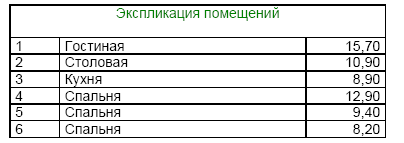 Экспликация помещений
1 Гостиная 15,70
2 Столовая 10,90
3 Кухня 8,90
4 Спальня 12,90
5 Спальня 9,40
6 Спальня 8,20